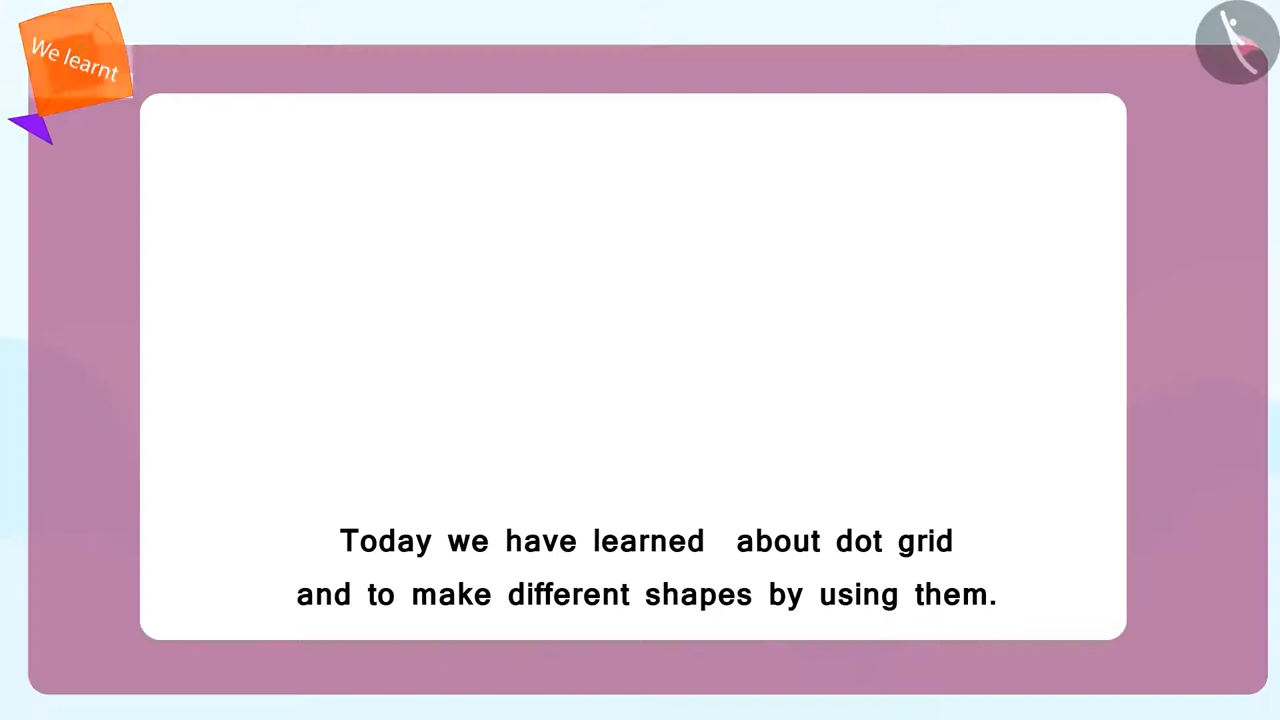 We learnt
Today we have learned about dot grid
and to make different shapes by using them.